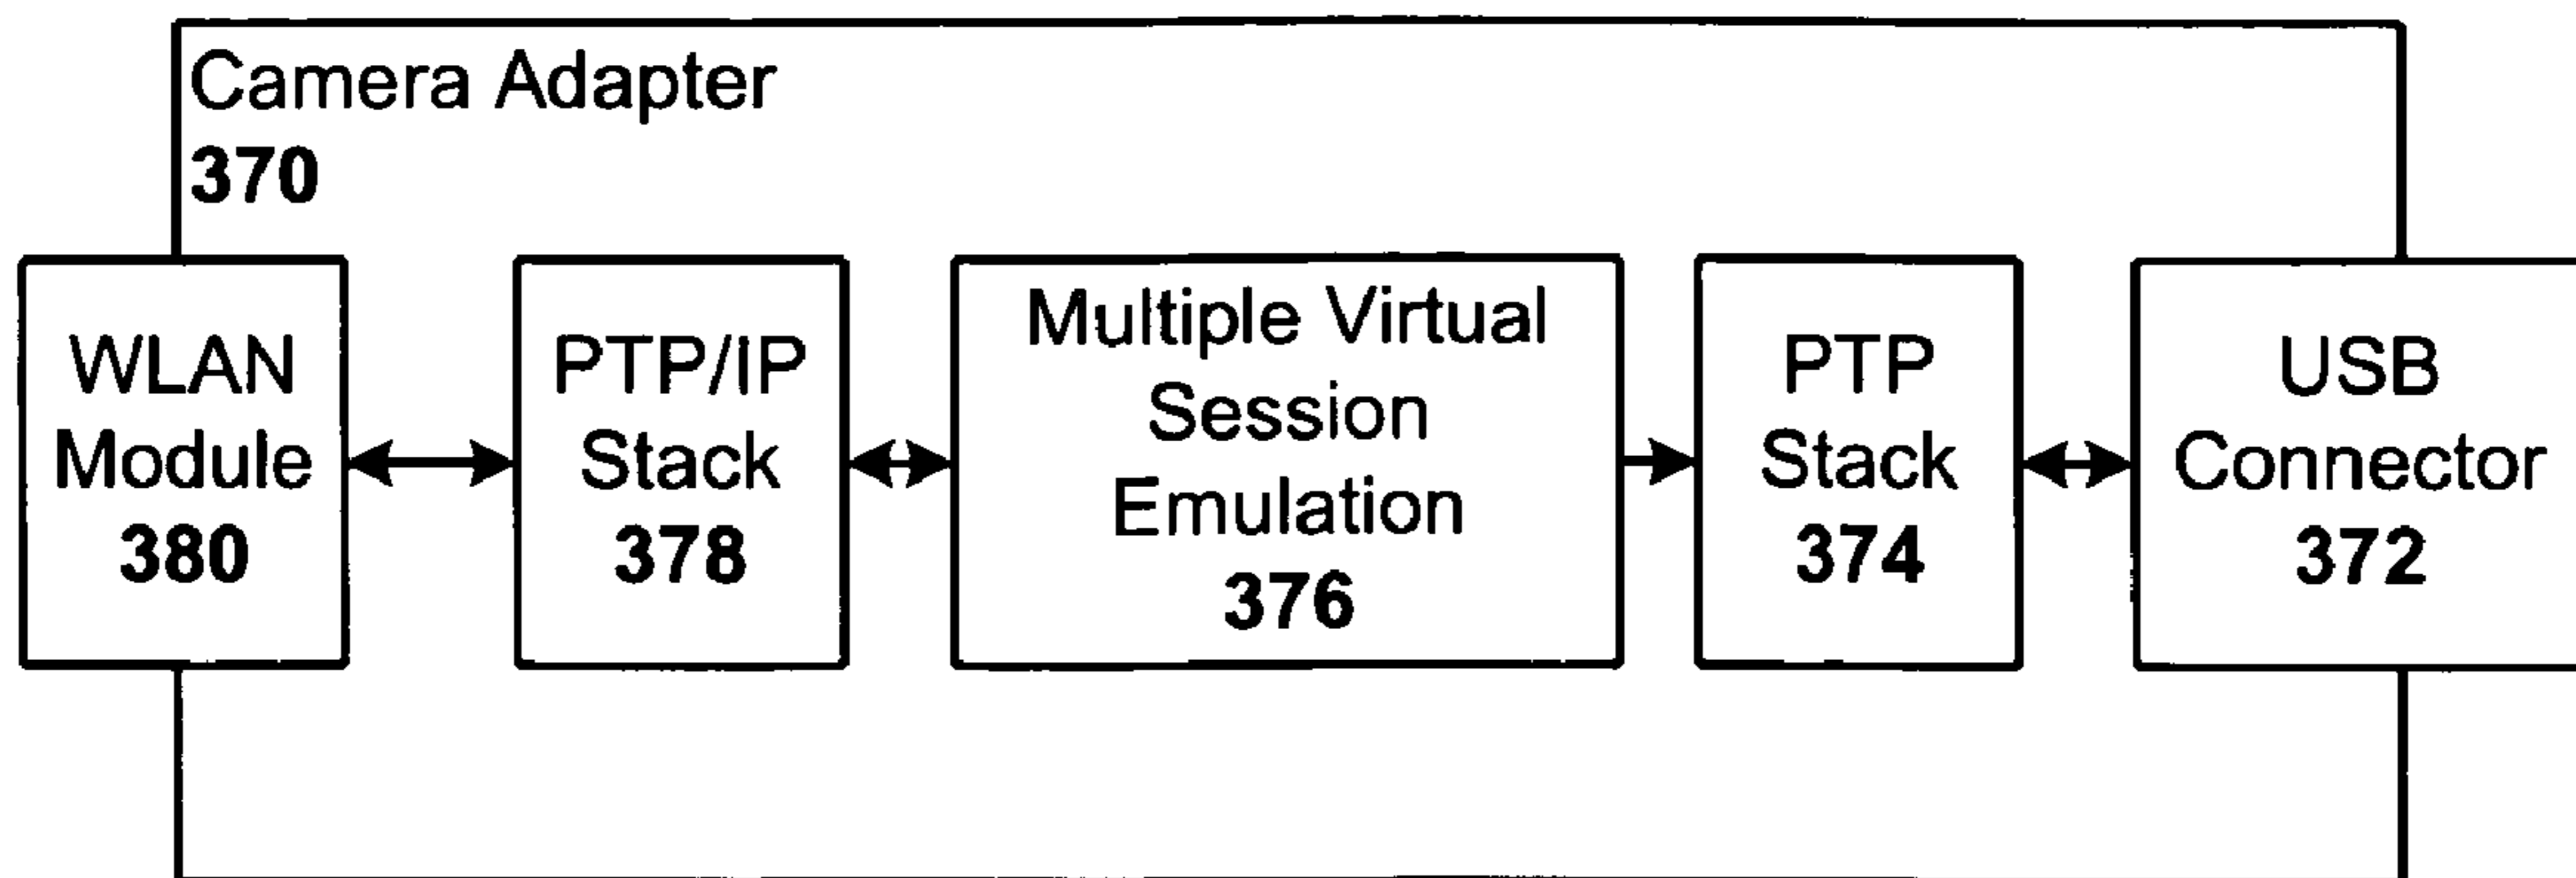 Camera Adapter
370
WLAN
Module
380
PTP/IP
Stack
378
Multiple Virtual
Session
Emulation
376
PTP
Stack
374
USB
Connector
372